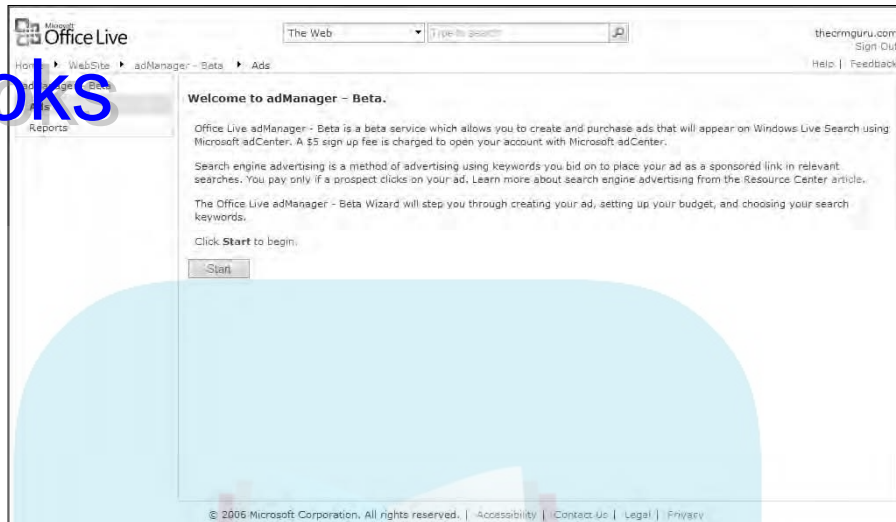 Microsoft
Office Live
The Web
Type to search
thecrmguru.com
Sign Out
Help | Feedback
Home WebSite adManager - Beta Ads
oks
adManager - Beta
Ads
Reports
Welcome to adManager - Beta.
Office Live adManager - Beta is a beta service which allows you to create and purchase ads that will appear on Windows Live Search using
Microsoft adCenter. A $5 sign up fee is charged to open your account with Microsoft adCenter.
Search engine advertising is a method of advertising using keywords you bid on to place your ad as a sponsored link in relevant
searches. You pay only if a prospect clicks on your ad. Learn more about search engine advertising from the Resource Center article.
The Office Live adManager - Beta Wizard will step you through creating your ad, setting up your budget, and choosing your search
keywords.
Click Start to begin.
Start
© 2006 Microsoft Corporation. All rights reserved. | Accessibility | Contact Us | Legal | Privacy